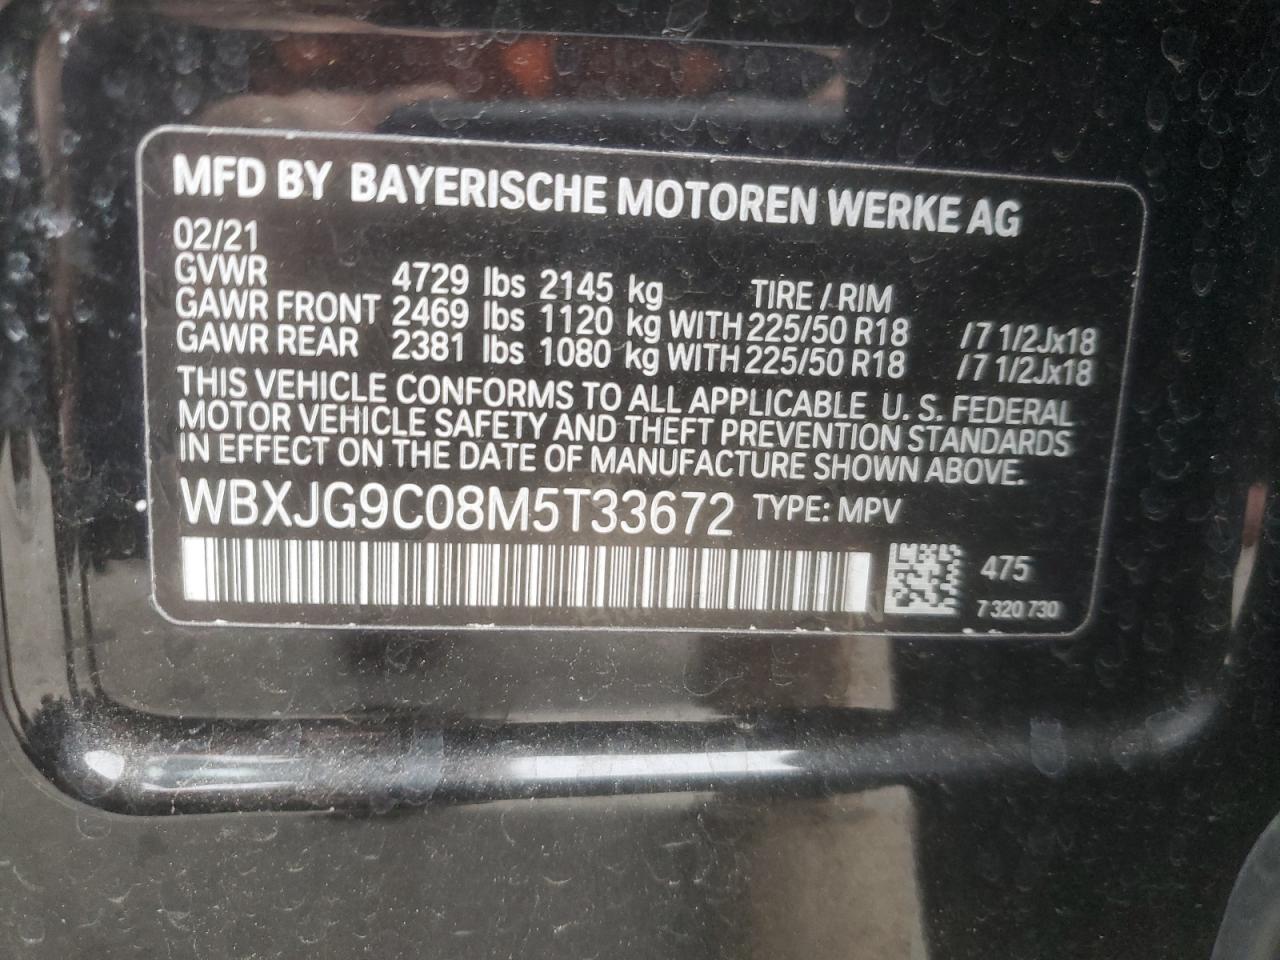 MFD BY BAYERISCHE MOTOREN WERKE AG
02/21
GVWR 4729 lbs 2145 kg TIRE / RIM
GAWR FRONT 2469 lbs 1120 kg WITH 225/50 R18 /7 1/2Jx18
GAWR REAR 2381 lbs 1080 kg WITH 225/50 R18 /7 1/2Jx18
THIS VEHICLE CONFORMS TO ALL APPLICABLE U. S. FEDERAL
MOTOR VEHICLE SAFETY AND THEFT PREVENTION STANDARDS
IN EFFECT ON THE DATE OF MANUFACTURE SHOWN ABOVE.
WBXJG9C08M5T33672 TYPE: MPV
475
7 320 730